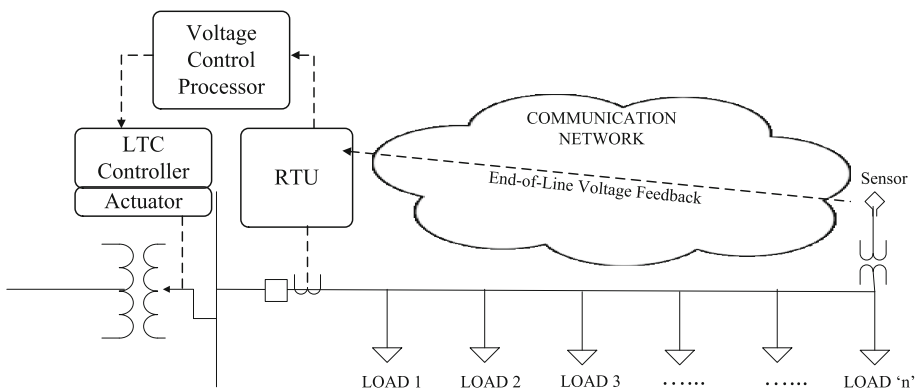 Voltage
Control
Processor
LTC
Controller
Actuator
RTU
COMMUNICATION
NETWORK
End-of-Line Voltage Feedback
Sensor
LOAD 1
LOAD 2
LOAD 3
......
......
LOAD ‘n’